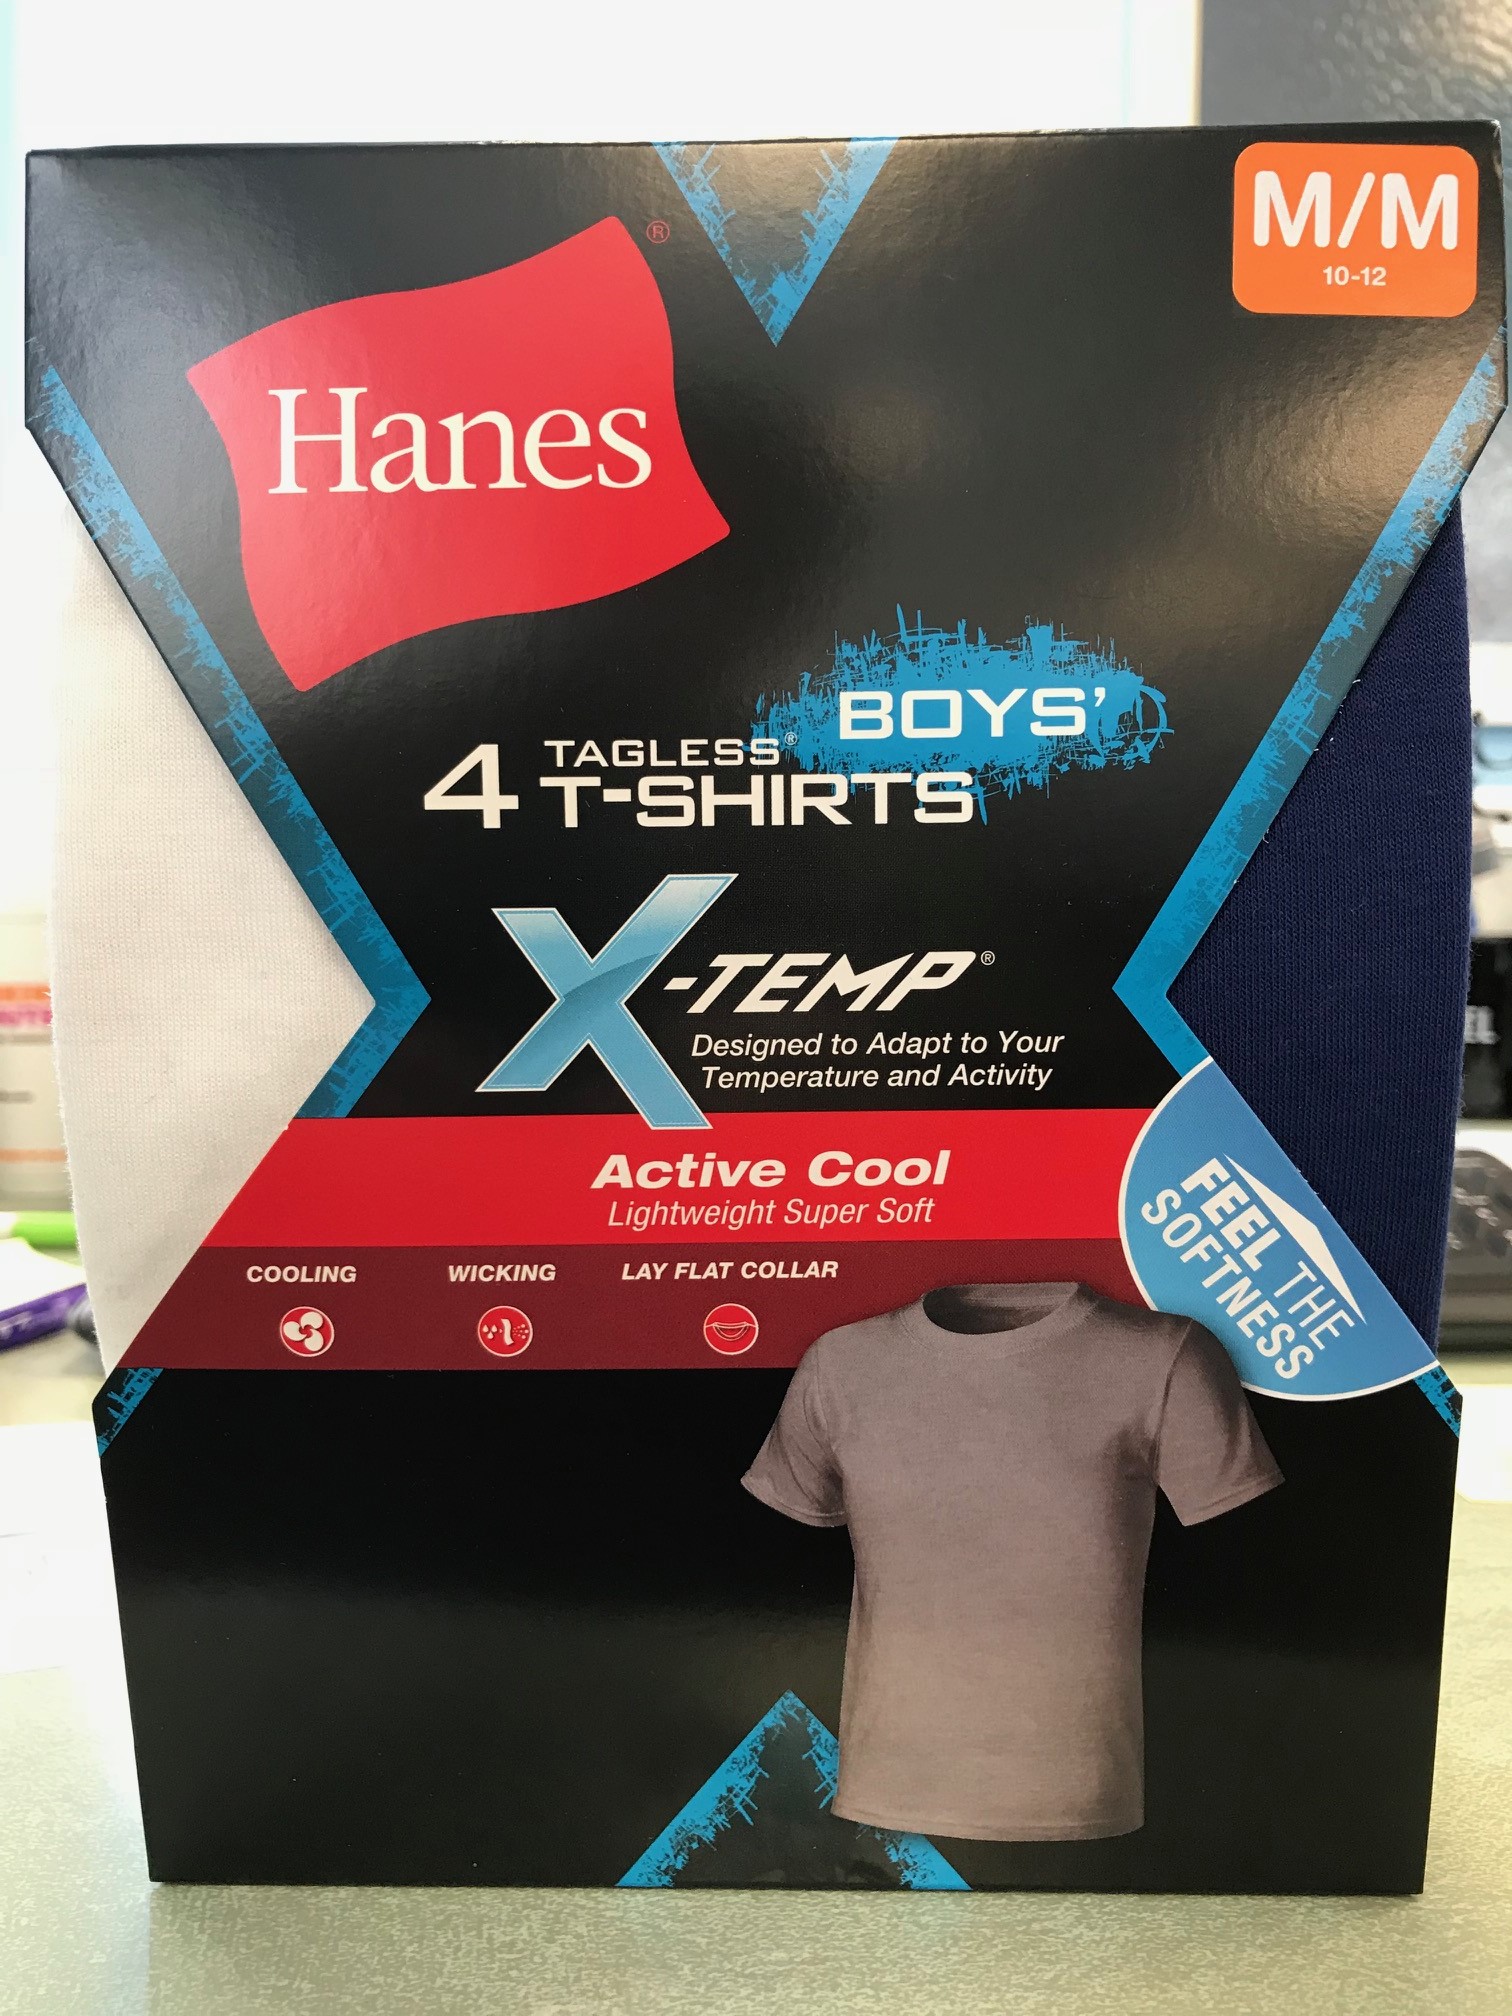 M/M
10-12
Hanes®
BOYS'
4 TAGLESS®
T-SHIRTS
X-TEMP®
Designed to Adapt to Your
Temperature and Activity
Active Cool
Lightweight Super Soft
FEEL THE
SOFTNESS
COOLING
WICKING
LAY FLAT COLLAR